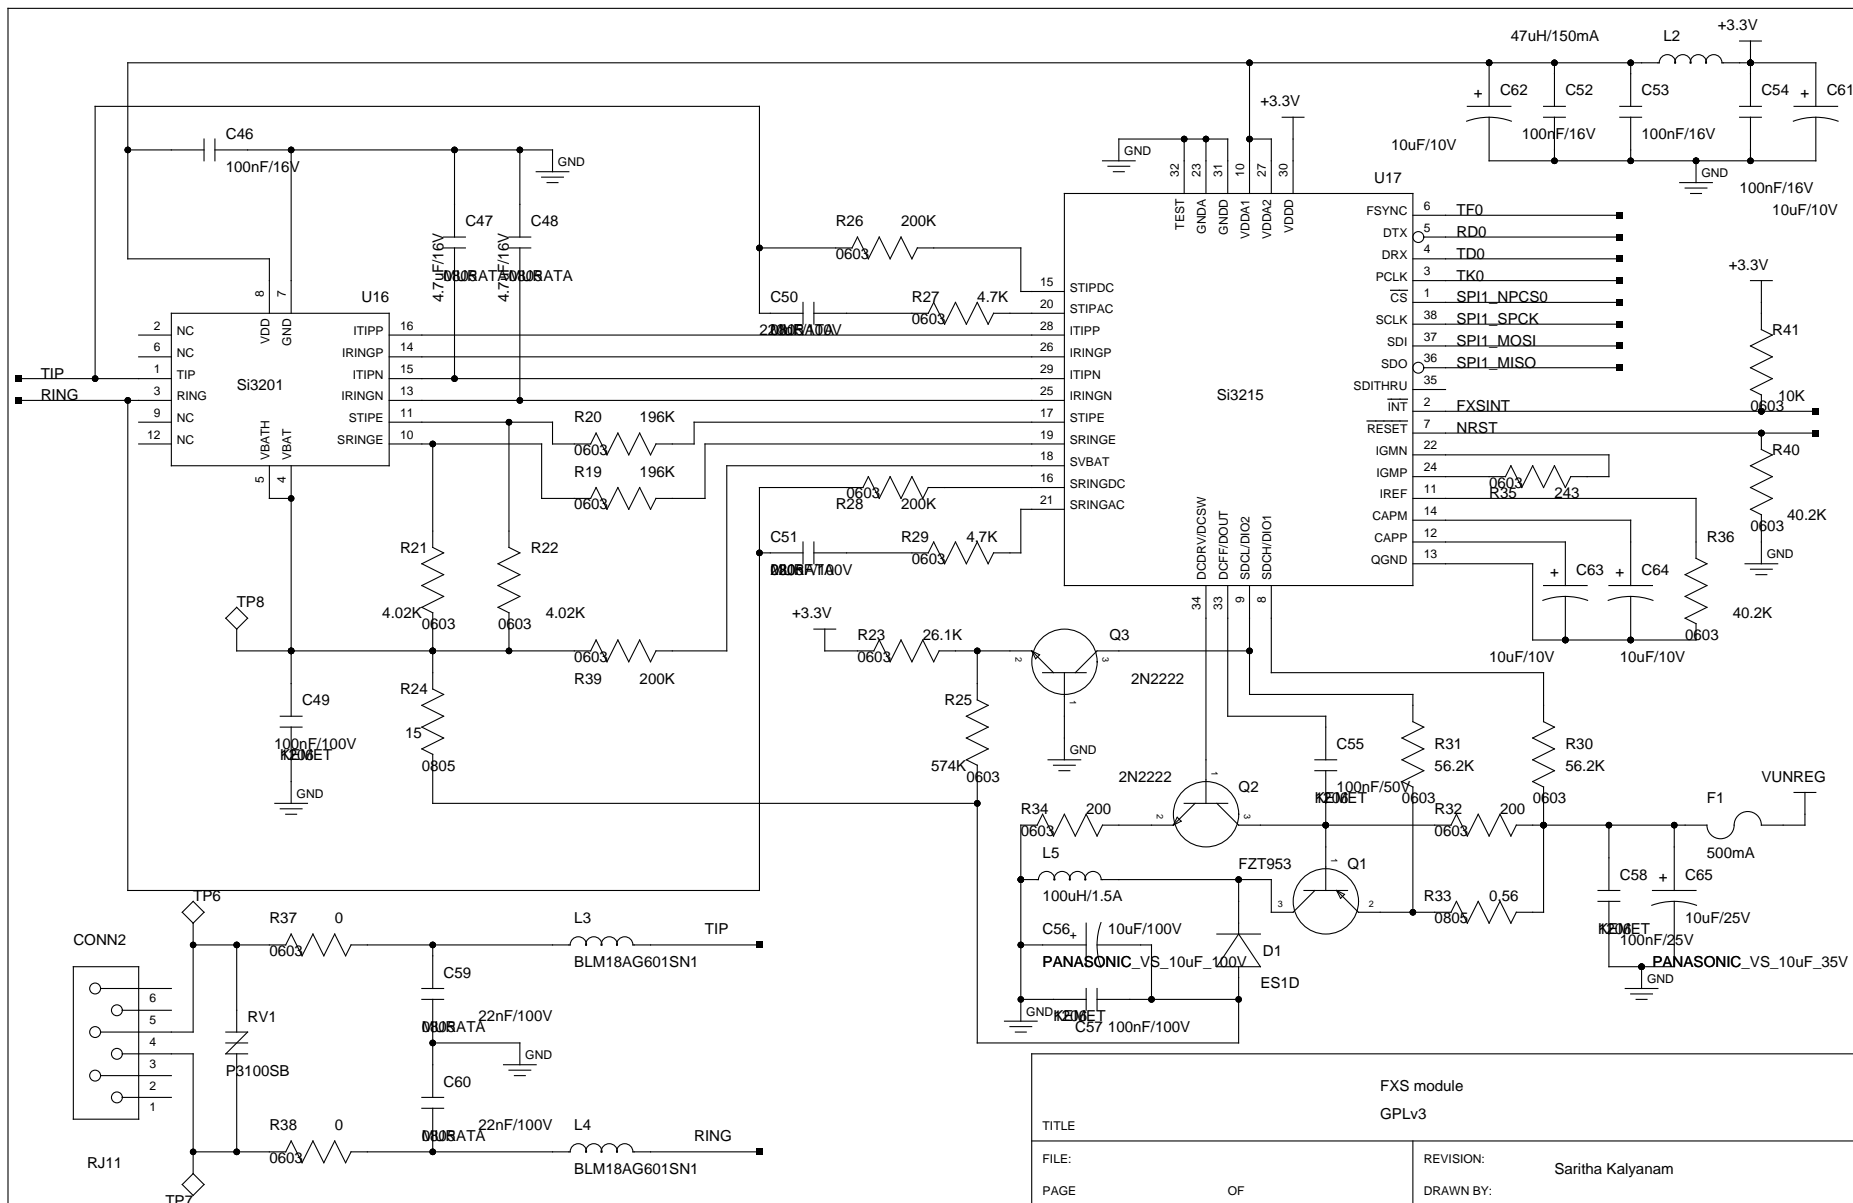 47uH/150mA
L2
+3.3V
+
C62
C52
C53
C54
+
C61
+3.3V
10uF/10V
100nF/16V
100nF/16V
GND
100nF/16V
10uF/10V
C46
100nF/16V
GND
GND
C47
C48
4.7uF/16V
4.7uF/16V
U16
8
7
VDD
GND
2
NC
6
NC
1
TIP
3
RING
9
NC
12
NC
Si3201
ITIPP
16
IRINGP
14
ITIPN
15
IRINGN
13
STIPE
11
SRINGE
10
VBATH
VBAT
5
4
TIP
RING
R26
200K
0603
C50
R27
4.7K
0603
R20
196K
0603
R19
196K
0603
0603
R28
200K
C51
R29
4.7K
0603
U17
32
23
31
10
27
30
TEST
GNDA
GNDD
VDDA1
VDDA2
VDDD
15
STIPDC
20
STIPAC
28
ITIPP
26
IRINGP
29
ITIPN
25
IRINGN
17
STIPE
19
SRINGE
18
SVBAT
16
SRINGDC
21
SRINGAC
Si3215
FSYNC
6
TF0
DTX
5
RD0
DRX
4
TD0
PCLK
3
TK0
CS
1
SPI1_NPCS0
SCLK
38
SPI1_SPCK
SDI
37
SPI1_MOSI
SDO
36
SPI1_MISO
SDITHRU
35
INT
2
FXSINT
RESET
7
NRST
IGMN
22
IGMP
24
IREF
11
CAPM
14
CAPP
12
QGND
13
DCDRV/DCSW
DCFF/DOUT
SDCL/DIO2
SDCH/DIO1
34
33
9
8
+3.3V
R41
10K
0603
R40
40.2K
0603
GND
0603
R35
243
R36
40.2K
0603
+
C63
+
C64
10uF/10V
10uF/10V
R21
4.02K
0603
R22
4.02K
0603
TP8
0603
R39
200K
R24
15
0805
C49
100nF/100V
GND
+3.3V
R23
26.1K
0603
R25
574K
0603
Q3
2
3
1
2N2222
GND
2N2222
Q2
1
2
3
R34
200
0603
C55
100nF/50V
R31
56.2K
0603
R30
56.2K
0603
R32
200
0603
VUNREG
F1
500mA
L5
100uH/1.5A
FZT953
Q1
1
3
2
R33
0.56
0805
C58
100nF/25V
+
C65
10uF/25V
PANASONIC_VS_10uF_35V
GND
C56
+
10uF/100V
PANASONIC_VS_10uF_100V
D1
ES1D
GND
C57
100nF/100V
TP6
CONN2
6
5
4
3
2
1
RJ11
TP7
RV1
P3100SB
R37
0
0603
R38
0
0603
C59
22nF/100V
GND
C60
22nF/100V
L3
BLM18AG601SN1
TIP
L4
BLM18AG601SN1
RING
FXS module
GPLv3
TITLE
FILE:
REVISION:
Saritha Kalyanam
PAGE
OF
DRAWN BY: